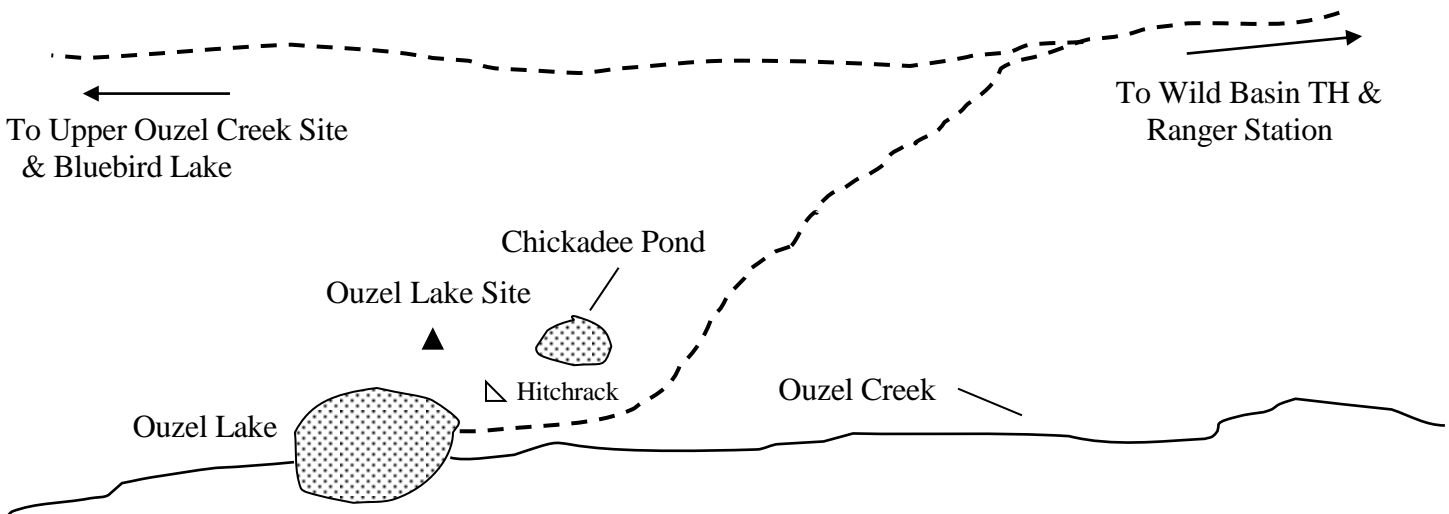 To Upper Ouzel Creek Site
& Bluebird Lake
To Wild Basin TH &
Ranger Station
Chickadee Pond
Ouzel Lake Site
Hitchrack
Ouzel Creek
Ouzel Lake